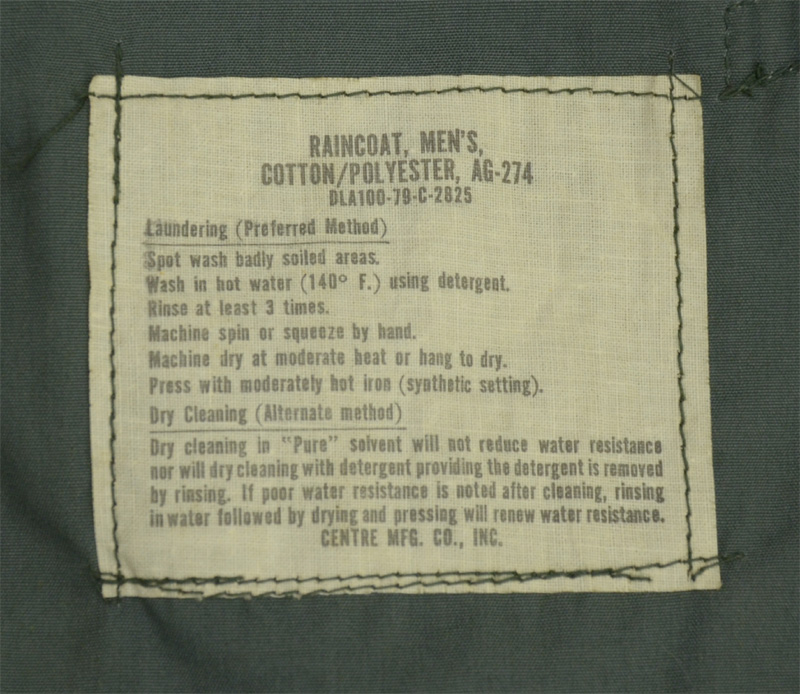 RAINCOAT, MEN'S,
COTTON/POLYESTER, AG-274
DLA100-79-C-2825
Laundering (Preferred Method)
Spot wash badly soiled areas.
Wash in hot water (140° F.) using detergent.
Rinse at least 3 times.
Machine spin or squeeze by hand.
Machine dry at moderate heat or hang to dry.
Press with moderately hot iron (synthetic setting).
Dry Cleaning (Alternate method)
Dry cleaning in "Pure" solvent will not reduce water resistance
nor will dry cleaning with detergent providing the detergent is removed
by rinsing. If poor water resistance is noted after cleaning, rinsing
in water followed by drying and pressing will renew water resistance.
CENTRE MFG. CO., INC.